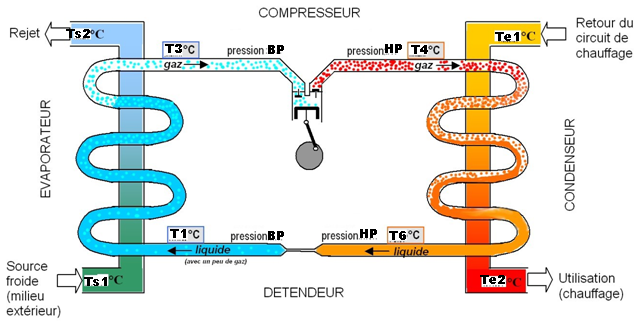 COMPRESSEUR
Rejet
Ts2°C
T3°C
pression BP
pression HP
T4°C
Te1°C
Retour du
circuit de
chauffage
gaz
gaz
EVAPORATEUR
CONDENSEUR
T1°C
pression BP
pression HP
T6°C
liquide
(avec un peu de gaz)
liquide
Source
froide
(milieu
extérieur)
Ts1°C
DETENDEUR
Te2°C
Utilisation
(chauffage)